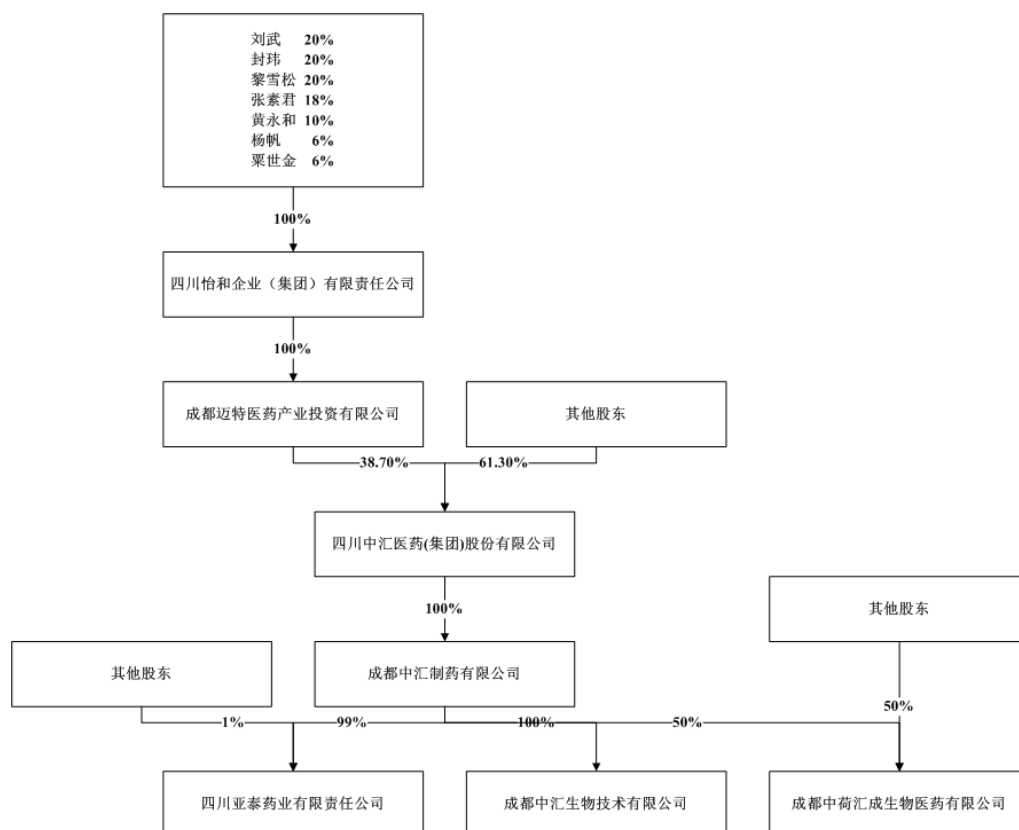 刘武 20%
封玮 20%
黎雪松 20%
张素君 18%
黄永和 10%
杨帆 6%
粟世金 6%
100%
四川怡和企业（集团）有限责任公司
100%
成都迈特医药产业投资有限公司
其他股东
38.70%
61.30%
四川中汇医药(集团)股份有限公司
100%
其他股东
其他股东
成都中汇制药有限公司
50%
1%
99%
100%
50%
四川亚泰药业有限责任公司
成都中汇生物技术有限公司
成都中荷汇成生物医药有限公司